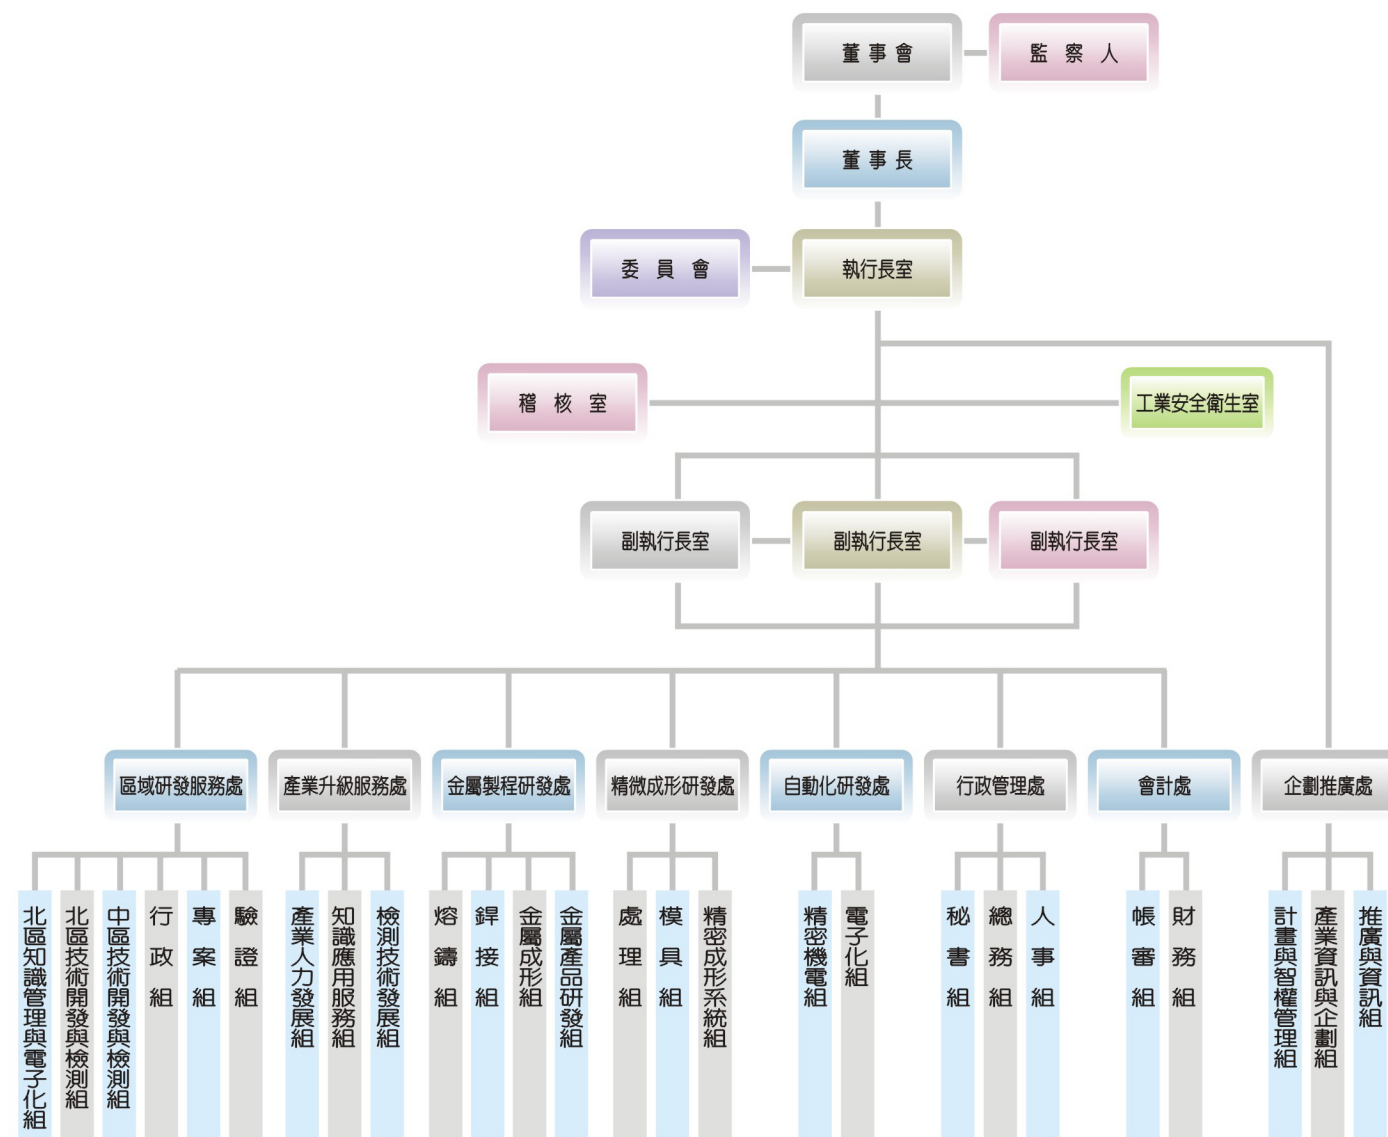 董事會
監察人
董事長
委員會
執行長室
稽核室
工業安全衛生室
副執行長室
副執行長室
副執行長室
區域研發服務處
產業升級服務處
金屬製程研發處
精微成形研發處
自動化研發處
行政管理處
會計處
企劃推廣處
北區知識管理與電子化組
北區技術開發與檢測組
中區技術開發與檢測組
行政組
專案組
驗證組
產業人力發展組
知識應用服務組
檢測技術發展組
熔鑄組
銲接組
金屬成形組
金屬產品研發組
處理組
模具組
精密成形系統組
精密機電組
電子化組
秘書組
總務組
人事組
帳審組
財務組
計畫與智權管理組
產業資訊與企劃組
推廣與資訊組